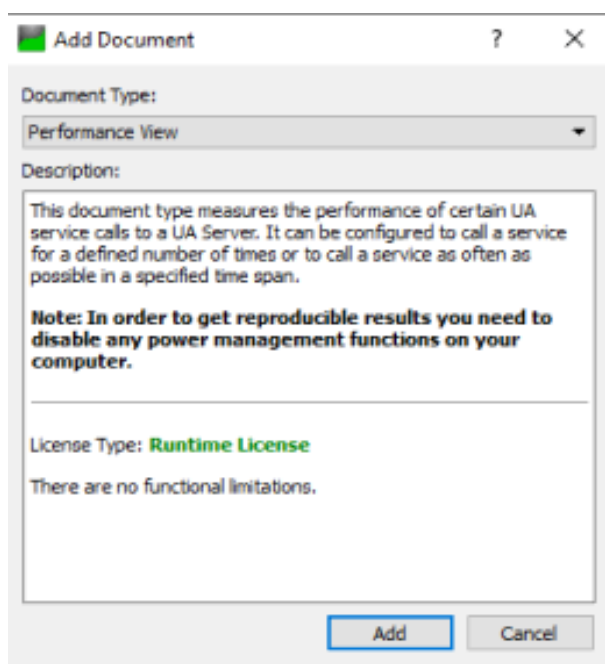 Add Document
?
Document Type:
Performance View
Description:
This document type measures the performance of certain UA
service calls to a UA Server. It can be configured to call a service
for a defined number of times or to call a service as often as
possible in a specified time span.
Note: In order to get reproducible results you need to
disable any power management functions on your
computer.
License Type: Runtime License
There are no functional limitations.
Add
Cancel